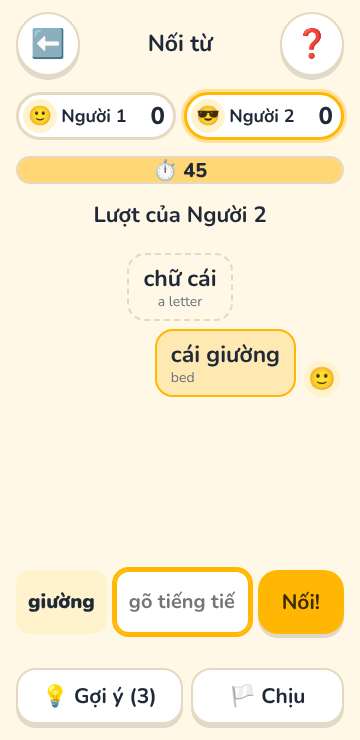 Nối từ
Người 1 0
Người 2 0
45
Lượt của Người 2
chữ cái
a letter
cái giường
bed
giường
gõ tiếng tiế
Nối!
Gợi ý (3)
Chịu